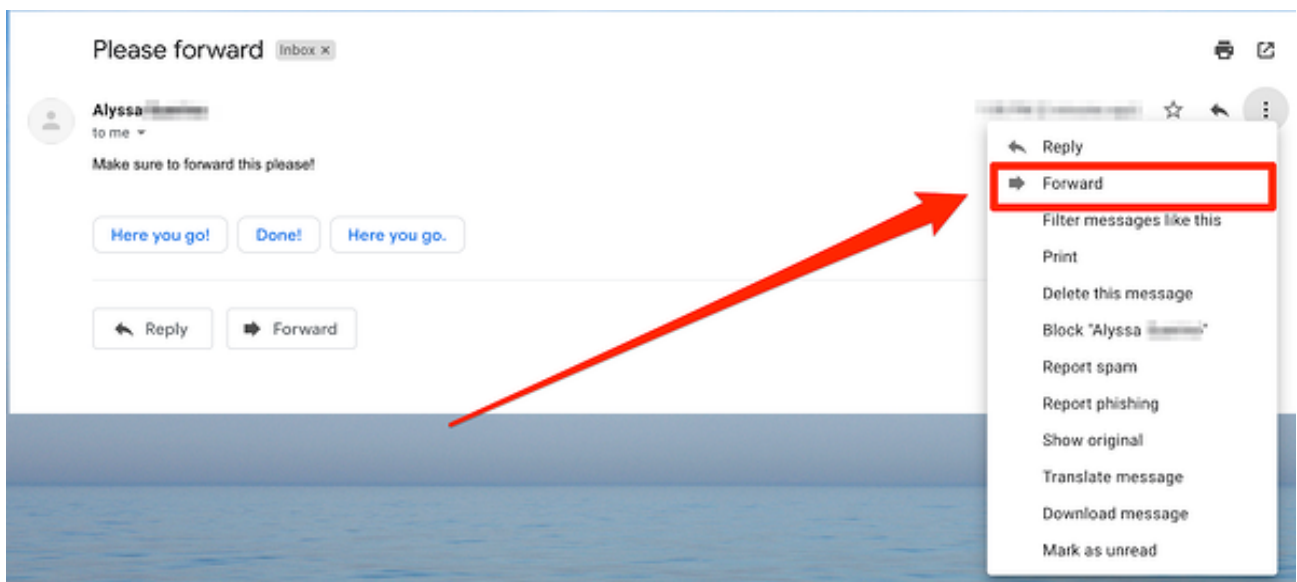 Please forward Inbox ×
Alyssa
to me
Make sure to forward this please!
Here you go! Done! Here you go.
Reply Forward
Reply
Forward
Filter messages like this
Print
Delete this message
Block "Alyssa "
Report spam
Report phishing
Show original
Translate message
Download message
Mark as unread